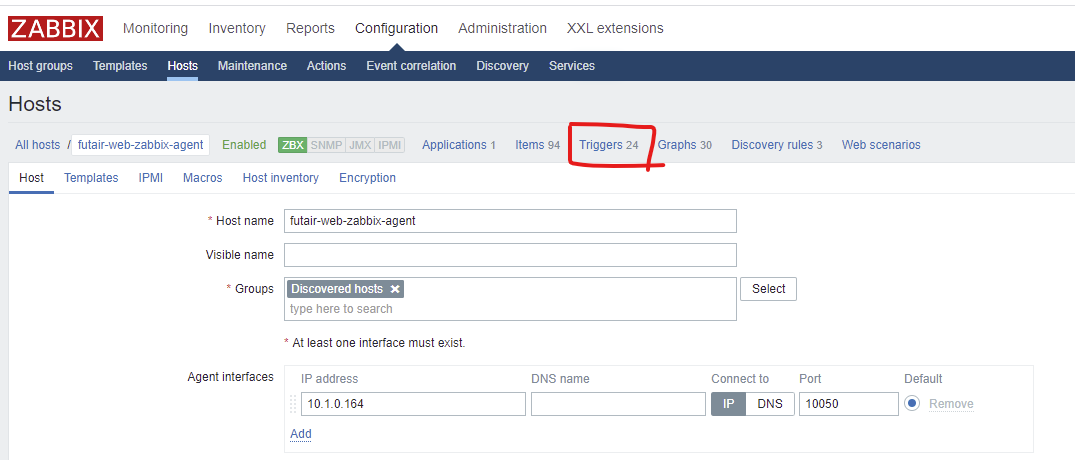 ZABBIX Monitoring Inventory Reports Configuration Administration XXL extensions
Host groups Templates Hosts Maintenance Actions Event correlation Discovery Services
Hosts
All hosts / futair-web-zabbix-agent Enabled ZBX SNMP JMX IPMI Applications 1 Items 94 Triggers 24 Graphs 30 Discovery rules 3 Web scenarios
Host Templates IPMI Macros Host inventory Encryption
* Host name futair-web-zabbix-agent
Visible name
* Groups Discovered hosts × Select
type here to search
* At least one interface must exist.
Agent interfaces IP address DNS name Connect to Port Default
10.1.0.164 IP DNS 10050 Remove
Add